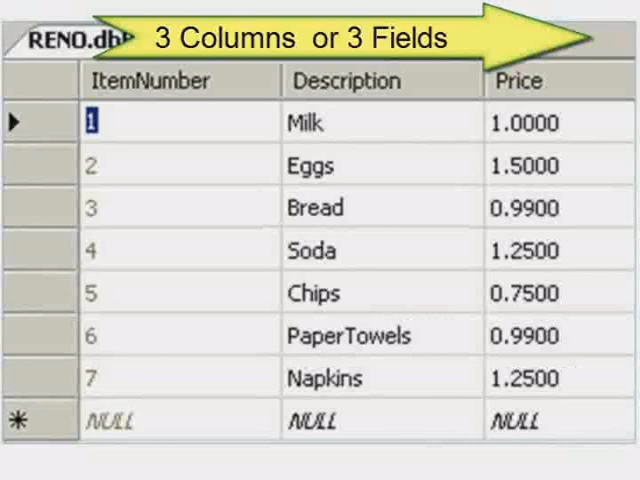 RENO.db
3 Columns or 3 Fields
ItemNumber Description Price
1 Milk 1.0000
2 Eggs 1.5000
3 Bread 0.9900
4 Soda 1.2500
5 Chips 0.7500
6 PaperTowels 0.9900
7 Napkins 1.2500
NULL NULL NULL